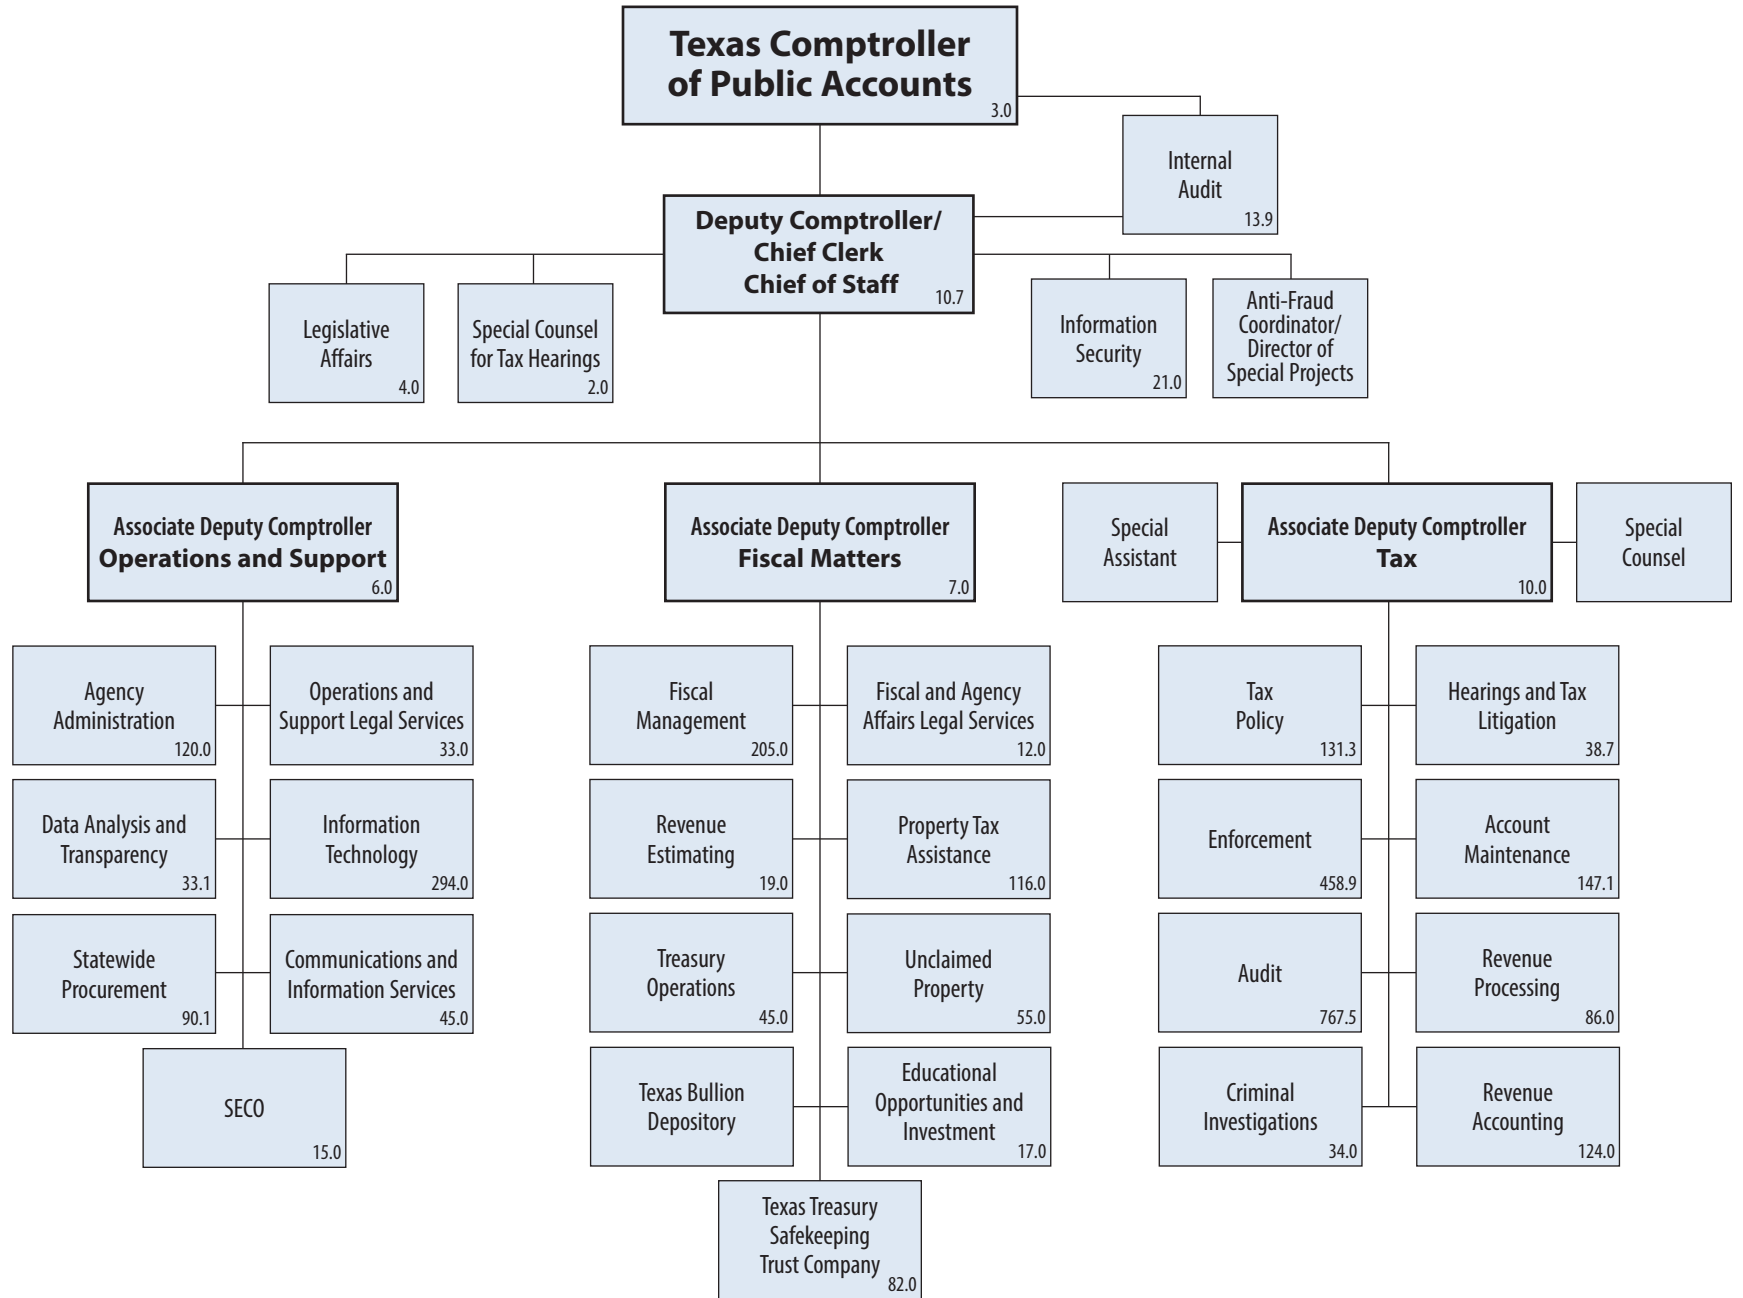 Texas Comptroller
of Public Accounts
3.0
Internal
Audit
13.9
Deputy Comptroller/
Chief Clerk
Chief of Staff
10.7
Legislative
Affairs
4.0
Special Counsel
for Tax Hearings
2.0
Information
Security
21.0
Anti-Fraud
Coordinator/
Director of
Special Projects
Associate Deputy Comptroller
Operations and Support
6.0
Associate Deputy Comptroller
Fiscal Matters
7.0
Special
Assistant
Associate Deputy Comptroller
Tax
10.0
Special
Counsel
Agency
Administration
120.0
Operations and
Support Legal Services
33.0
Data Analysis and
Transparency
33.1
Information
Technology
294.0
Statewide
Procurement
90.1
Communications and
Information Services
45.0
SECO
15.0
Fiscal
Management
205.0
Fiscal and Agency
Affairs Legal Services
12.0
Revenue
Estimating
19.0
Property Tax
Assistance
116.0
Treasury
Operations
45.0
Unclaimed
Property
55.0
Texas Bullion
Depository
Educational
Opportunities and
Investment
17.0
Texas Treasury
Safekeeping
Trust Company
82.0
Tax
Policy
131.3
Hearings and Tax
Litigation
38.7
Enforcement
458.9
Account
Maintenance
147.1
Audit
767.5
Revenue
Processing
86.0
Criminal
Investigations
34.0
Revenue
Accounting
124.0